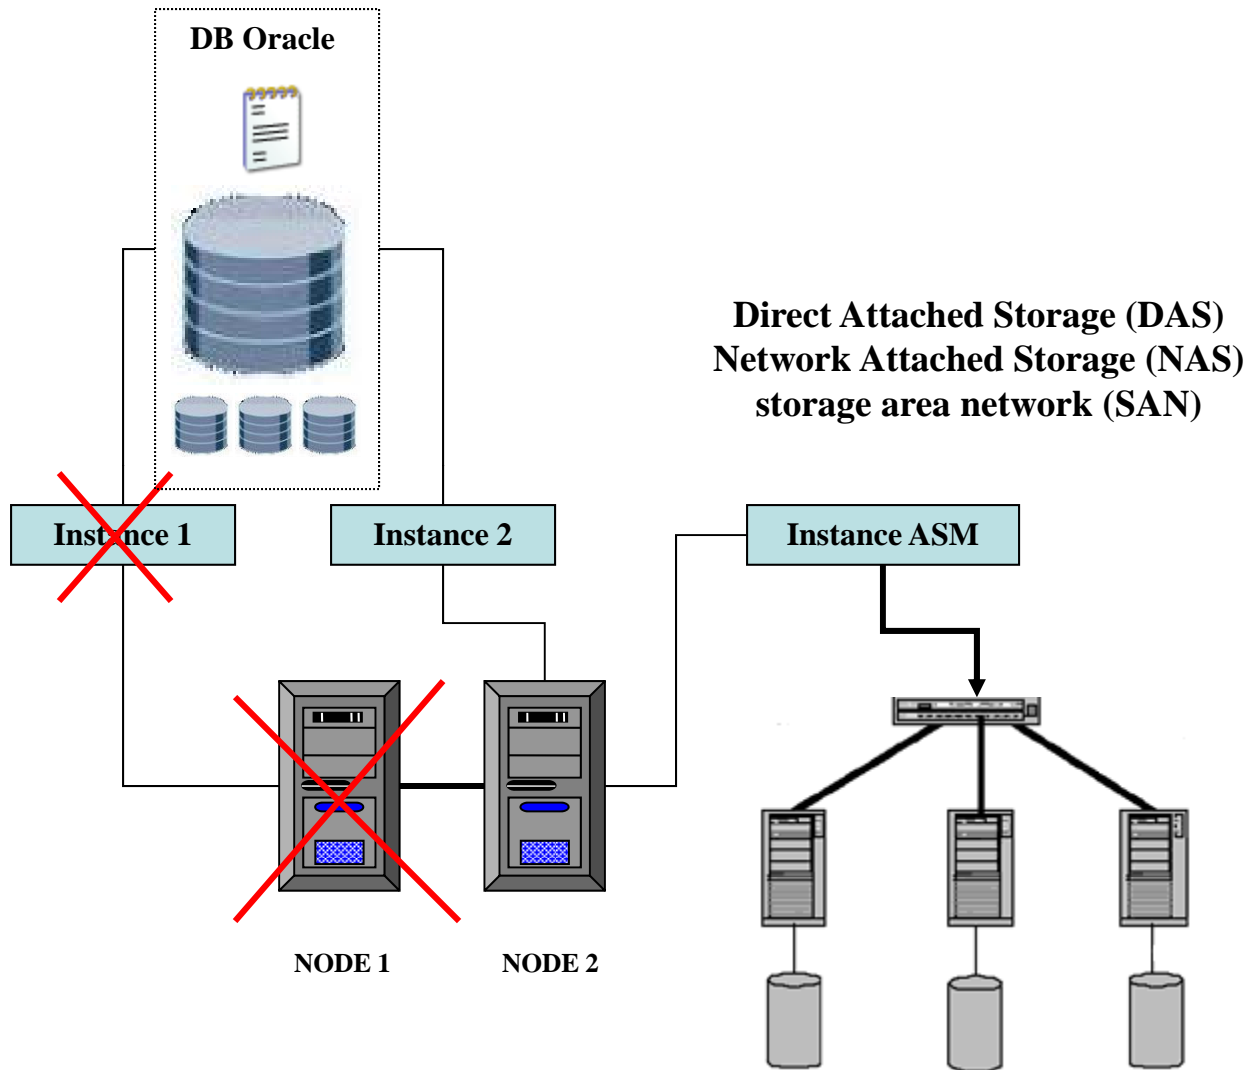 DB Oracle
Direct Attached Storage (DAS)
Network Attached Storage (NAS)
storage area network (SAN)
Instance 1
Instance 2
Instance ASM
NODE 1
NODE 2